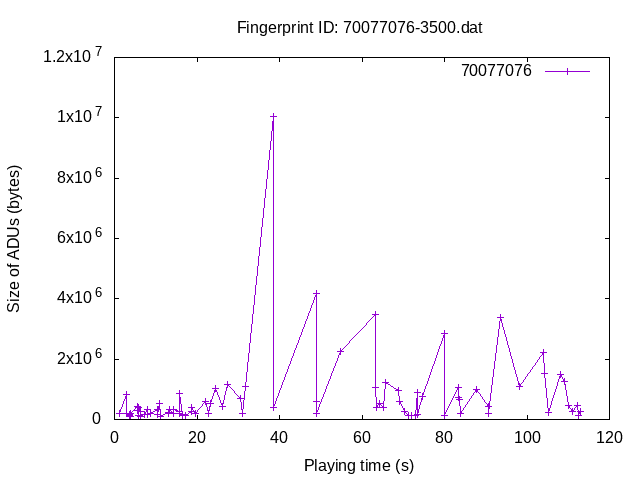 Fingerprint ID: 70077076-3500.dat
1.2x10^7
70077076
1x10^7
8x10^6
6x10^6
4x10^6
2x10^6
0
Size of ADUs (bytes)
0 20 40 60 80 100 120
Playing time (s)